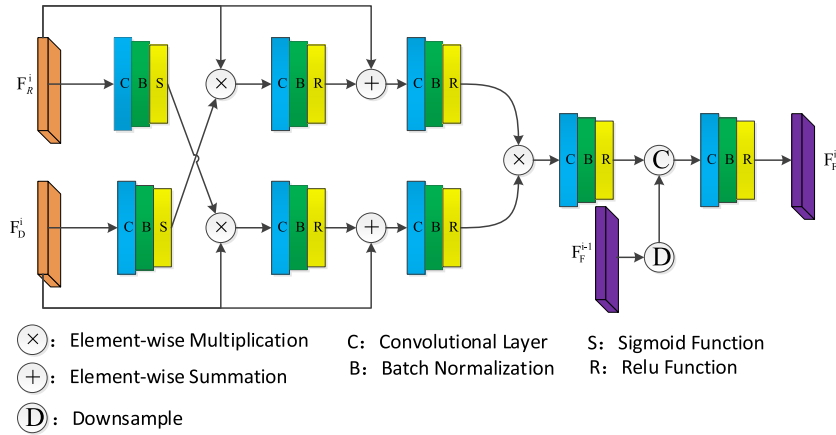 F_R^i C B S × C B R + C B R
× C B R C C B R F_F^i
F_D^i C B S × C B R + C B R
F_F^{i-1} D
×: Element-wise Multiplication C: Convolutional Layer S: Sigmoid Function
+: Element-wise Summation B: Batch Normalization R: Relu Function
D: Downsample